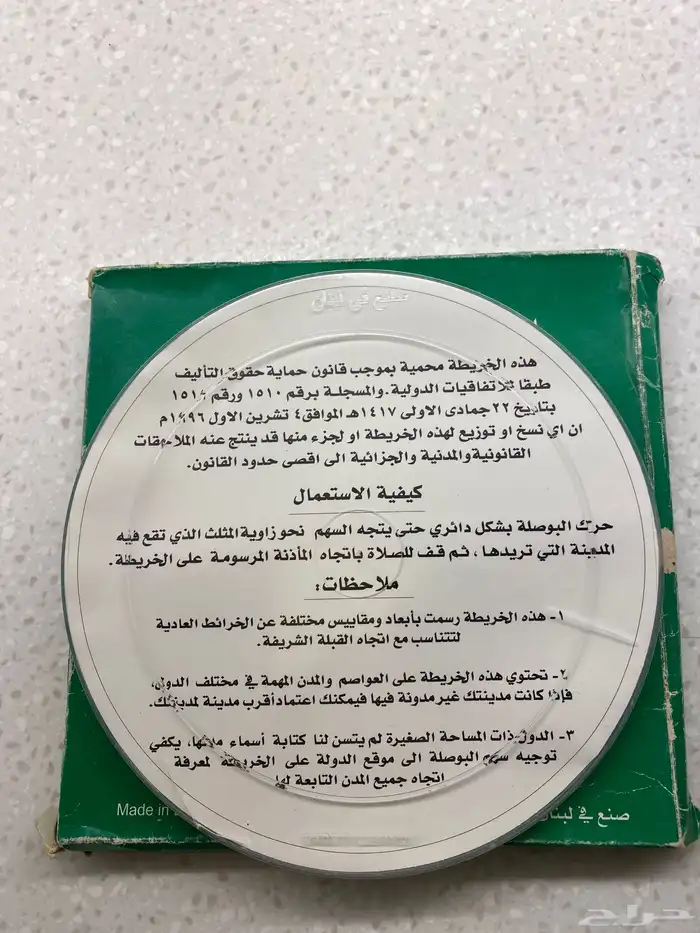 صنع في لبنان
هذه الخريطة محمية بموجب قانون حماية حقوق التأليف
طبقا للاتفاقيات الدولية. والمسجلة برقم ١٥١٠ ورقم
بتاريخ ٢٢ جمادى الاولى ١٤١٧هـ الموافق ٤ تشرين الاول ١٩٩٦م
ان اي نسخ او توزيع لهذه الخريطة او لجزء منها قد ينتج عنه الملاحقات
القانونية والمدنية والجزائية الى اقصى حدود القانون.
كيفية الاستعمال
حرك البوصلة بشكل دائري حتى يتجه السهم نحو زاوية المثلث الذي تقع فيه
المدينة التي تريدها ، ثم قف للصلاة باتجاه المأذنة المرسومة على الخريطة.
ملاحظات:
١- هذه الخريطة رسمت بأبعاد ومقاييس مختلفة عن الخرائط العادية
لتتناسب مع اتجاه القبلة الشريفة.
٢- تحتوي هذه الخريطة على العواصم والمدن المهمة في مختلف الدول،
فإذا كانت مدينتك غير مدونة فيها فيمكنك اعتماد أقرب مدينة لمدينتك.
٣- الدول ذات المساحة الصغيرة لم يتسن لنا كتابة أسماء مدنها، يكفي
توجيه سهم البوصلة الى موقع الدولة على الخريطة لمعرفة
اتجاه جميع المدن التابعة لها
Made in
صنع في لبنان
حراج